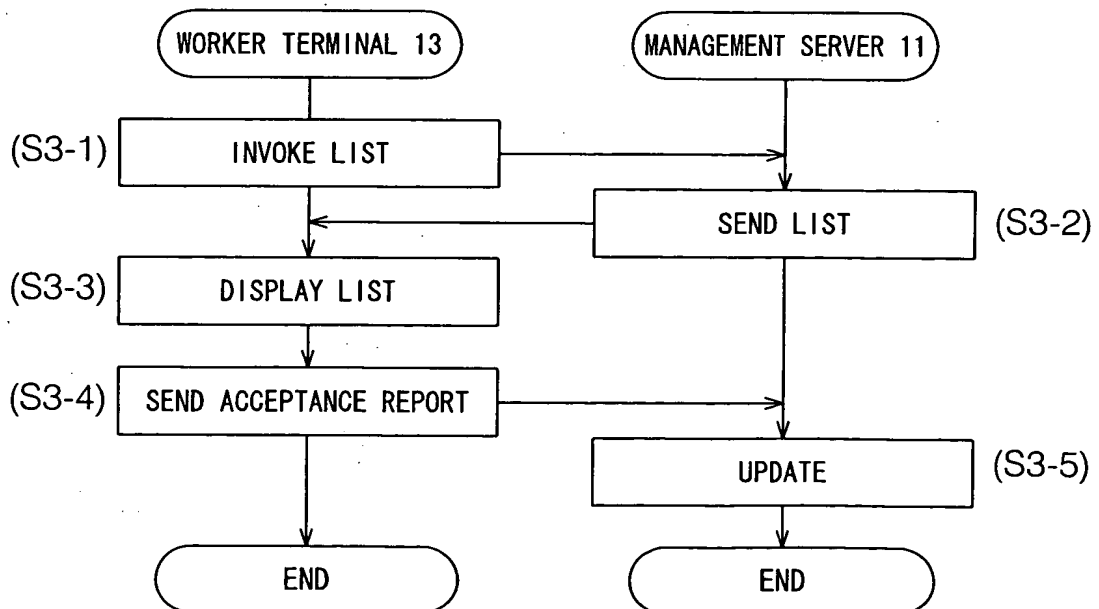 WORKER TERMINAL 13
MANAGEMENT SERVER 11
(S3-1)
INVOKE LIST
SEND LIST
(S3-2)
(S3-3)
DISPLAY LIST
(S3-4)
SEND ACCEPTANCE REPORT
UPDATE
(S3-5)
END
END